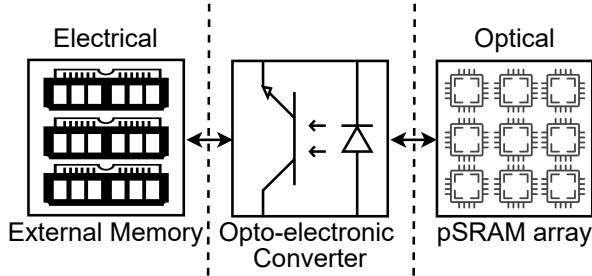 Electrical
Optical
External Memory
Opto-electronic
Converter
pSRAM array